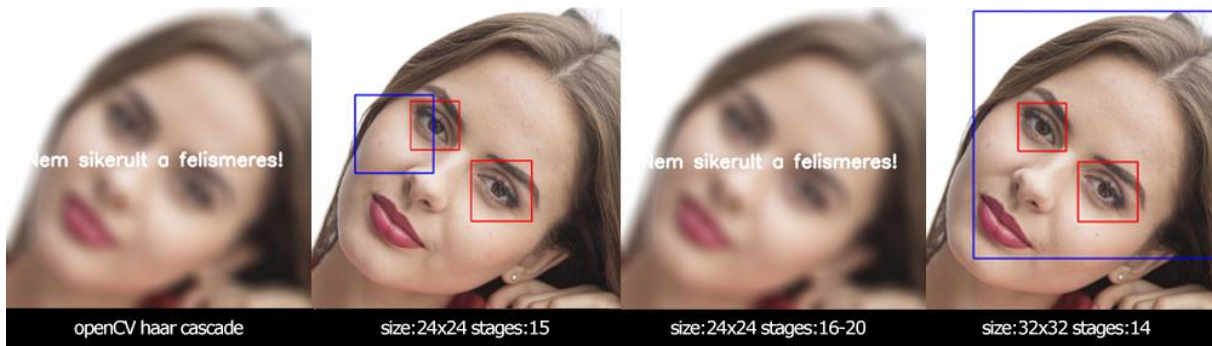 Nem sikerult a felismeres!
Nem sikerult a felismeres!
openCV haar cascade
size:24x24 stages:15
size:24x24 stages:16-20
size:32x32 stages:14